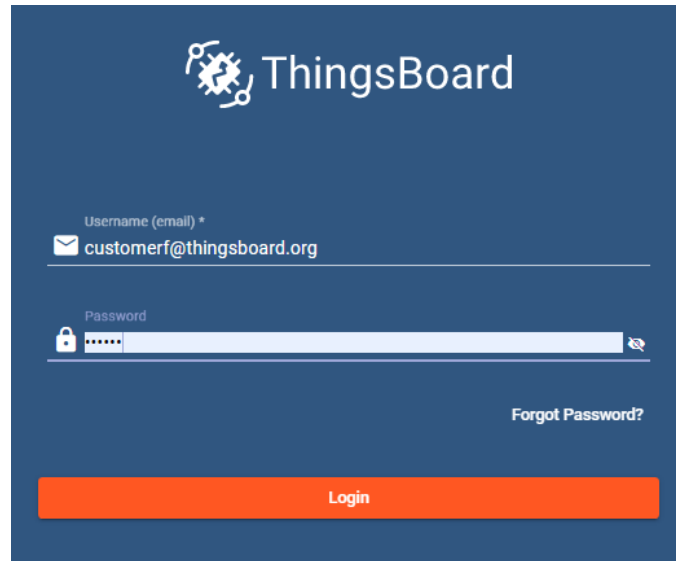 ThingsBoard
Username (email) *
customerf@thingsboard.org
Password
••••••
Forgot Password?
Login